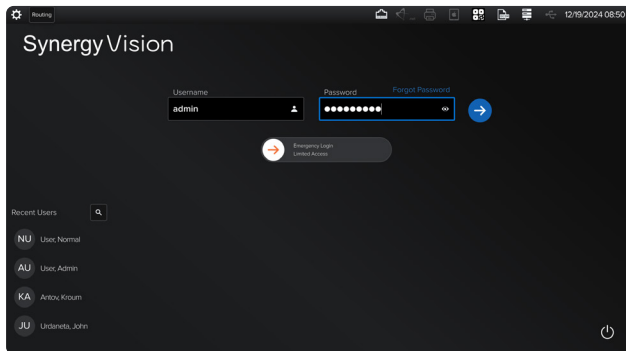 Routing
12/19/2024 08:50
Synergy Vision
Username
Password
Forgot Password
admin
Emergency Login
Limited Access
Recent Users
NU User, Normal
AU User, Admin
KA Antov, Kroum
JU Urdaneta, John